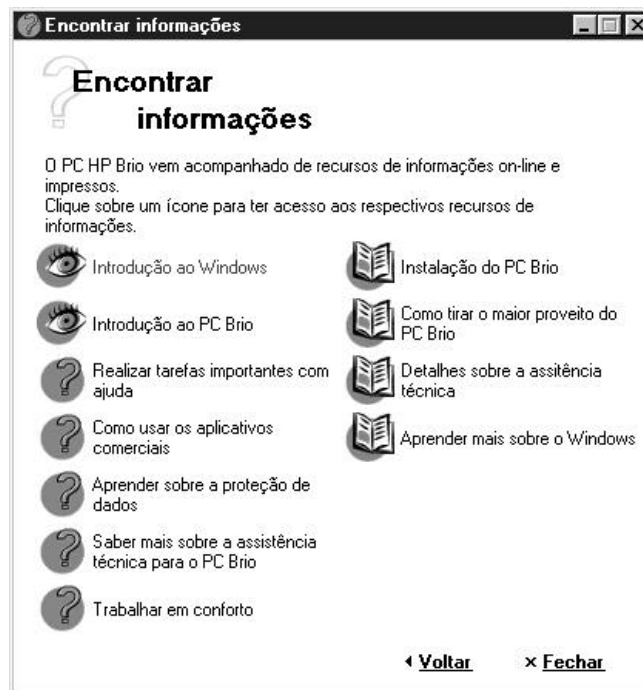 Encontrar informações
Encontrar
informações
O PC HP Brio vem acompanhado de recursos de informações on-line e
impressos.
Clique sobre um ícone para ter acesso aos respectivos recursos de
informações.
Introdução ao Windows
Introdução ao PC Brio
Realizar tarefas importantes com
ajuda
Como usar os aplicativos
comerciais
Aprender sobre a proteção de
dados
Saber mais sobre a assistência
técnica para o PC Brio
Trabalhar em conforto
Instalação do PC Brio
Como tirar o maior proveito do
PC Brio
Detalhes sobre a assitência
técnica
Aprender mais sobre o Windows
Voltar
× Fechar